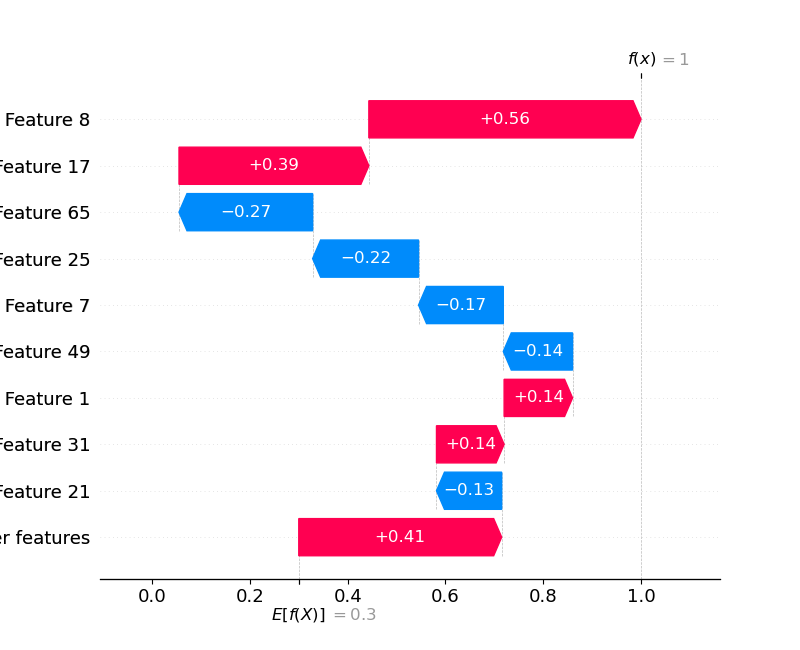 f(x) = 1
Feature 8 +0.56
Feature 17 +0.39
Feature 65 −0.27
Feature 25 −0.22
Feature 7 −0.17
Feature 49 −0.14
Feature 1 +0.14
Feature 31 +0.14
Feature 21 −0.13
features +0.41
0.0 0.2 0.4 0.6 0.8 1.0
E[f(X)] = 0.3